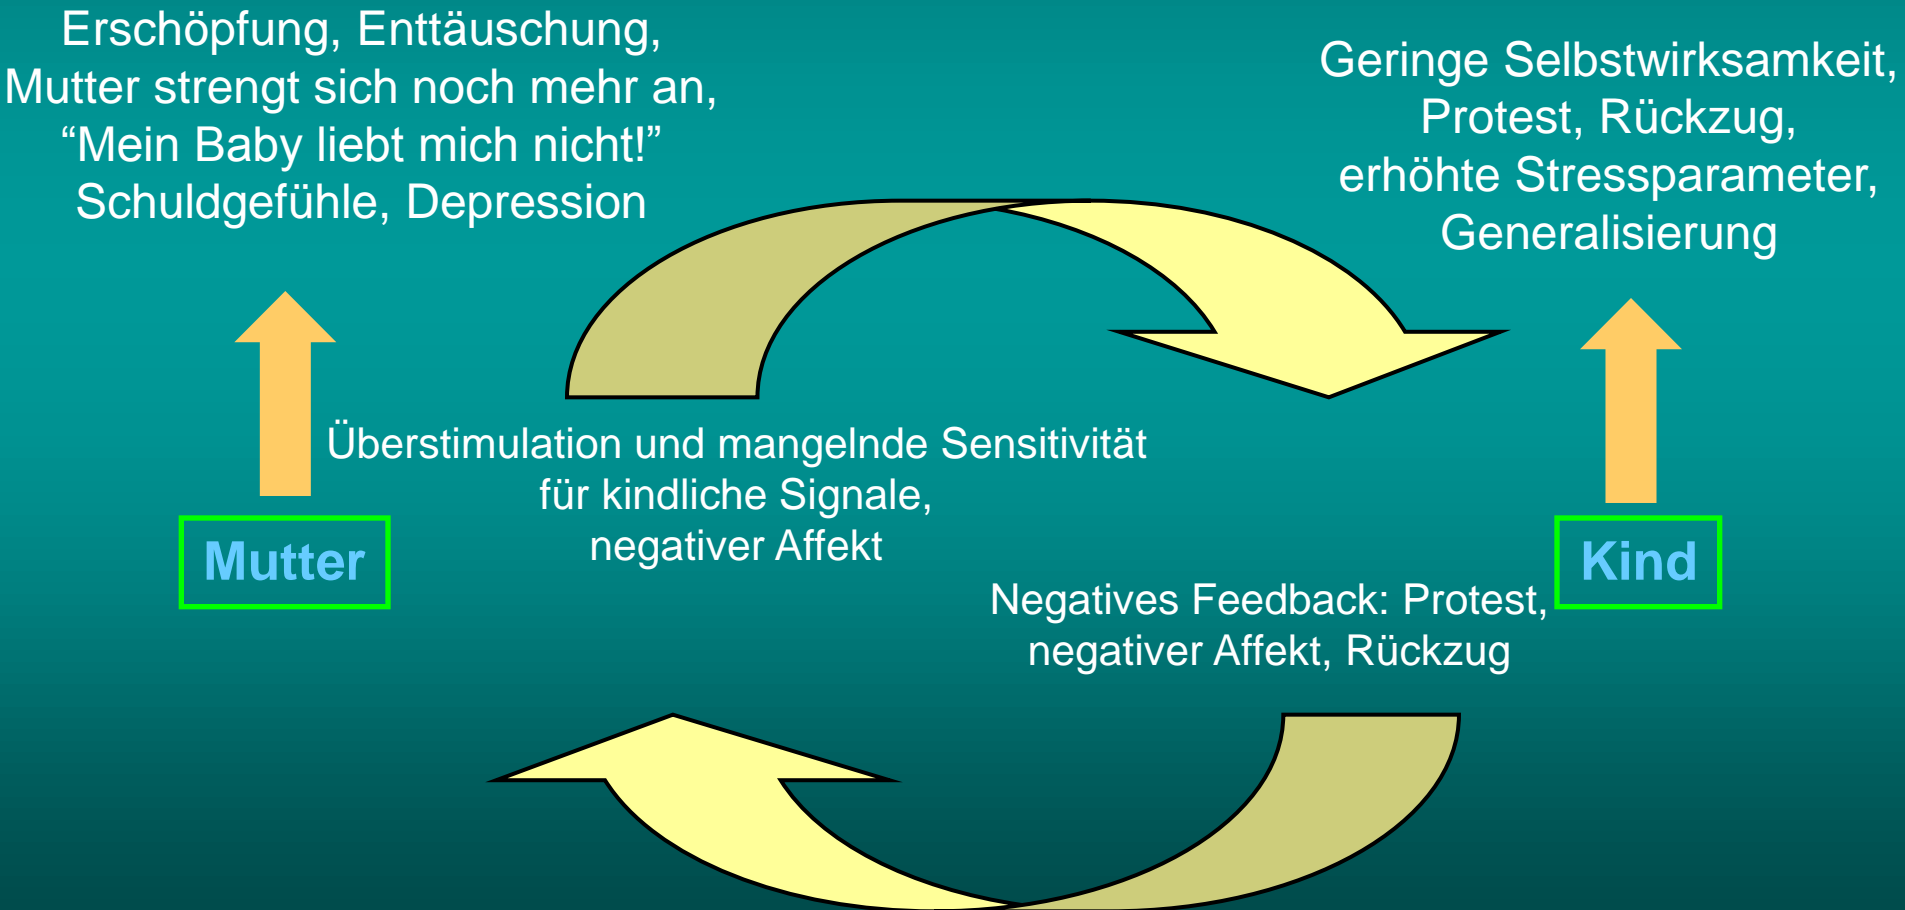 Erschöpfung, Enttäuschung,
Mutter strengt sich noch mehr an,
“Mein Baby liebt mich nicht!”
Schuldgefühle, Depression
Geringe Selbstwirksamkeit,
Protest, Rückzug,
erhöhte Stressparameter,
Generalisierung
Überstimulation und mangelnde Sensitivität
für kindliche Signale,
negativer Affekt
Mutter
Kind
Negatives Feedback: Protest,
negativer Affekt, Rückzug